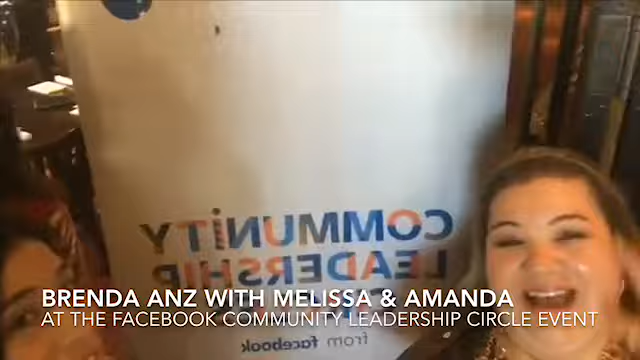 COMMUNITY
LEADERSHIP
BRENDA ANZ WITH MELISSA & AMANDA
AT THE FACEBOOK COMMUNITY LEADERSHIP CIRCLE EVENT
from facebook